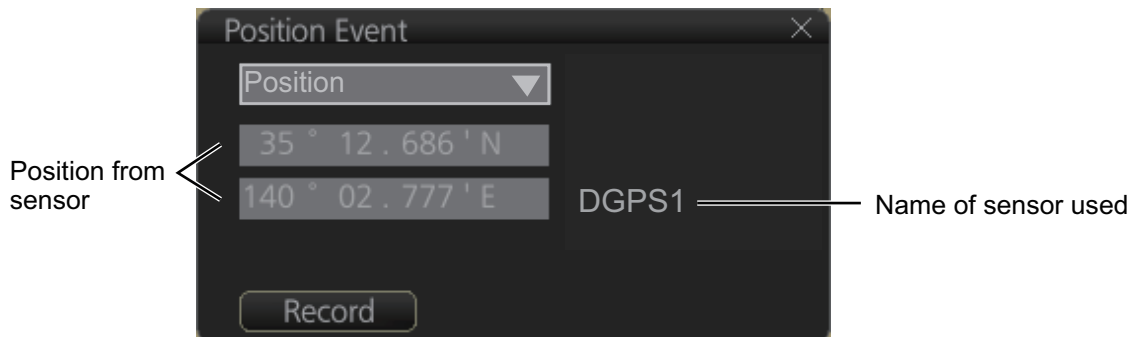 Position Event
Position
35 ° 12 . 686 ' N
140 ° 02 . 777 ' E
Position from
sensor
DGPS1
Name of sensor used
Record